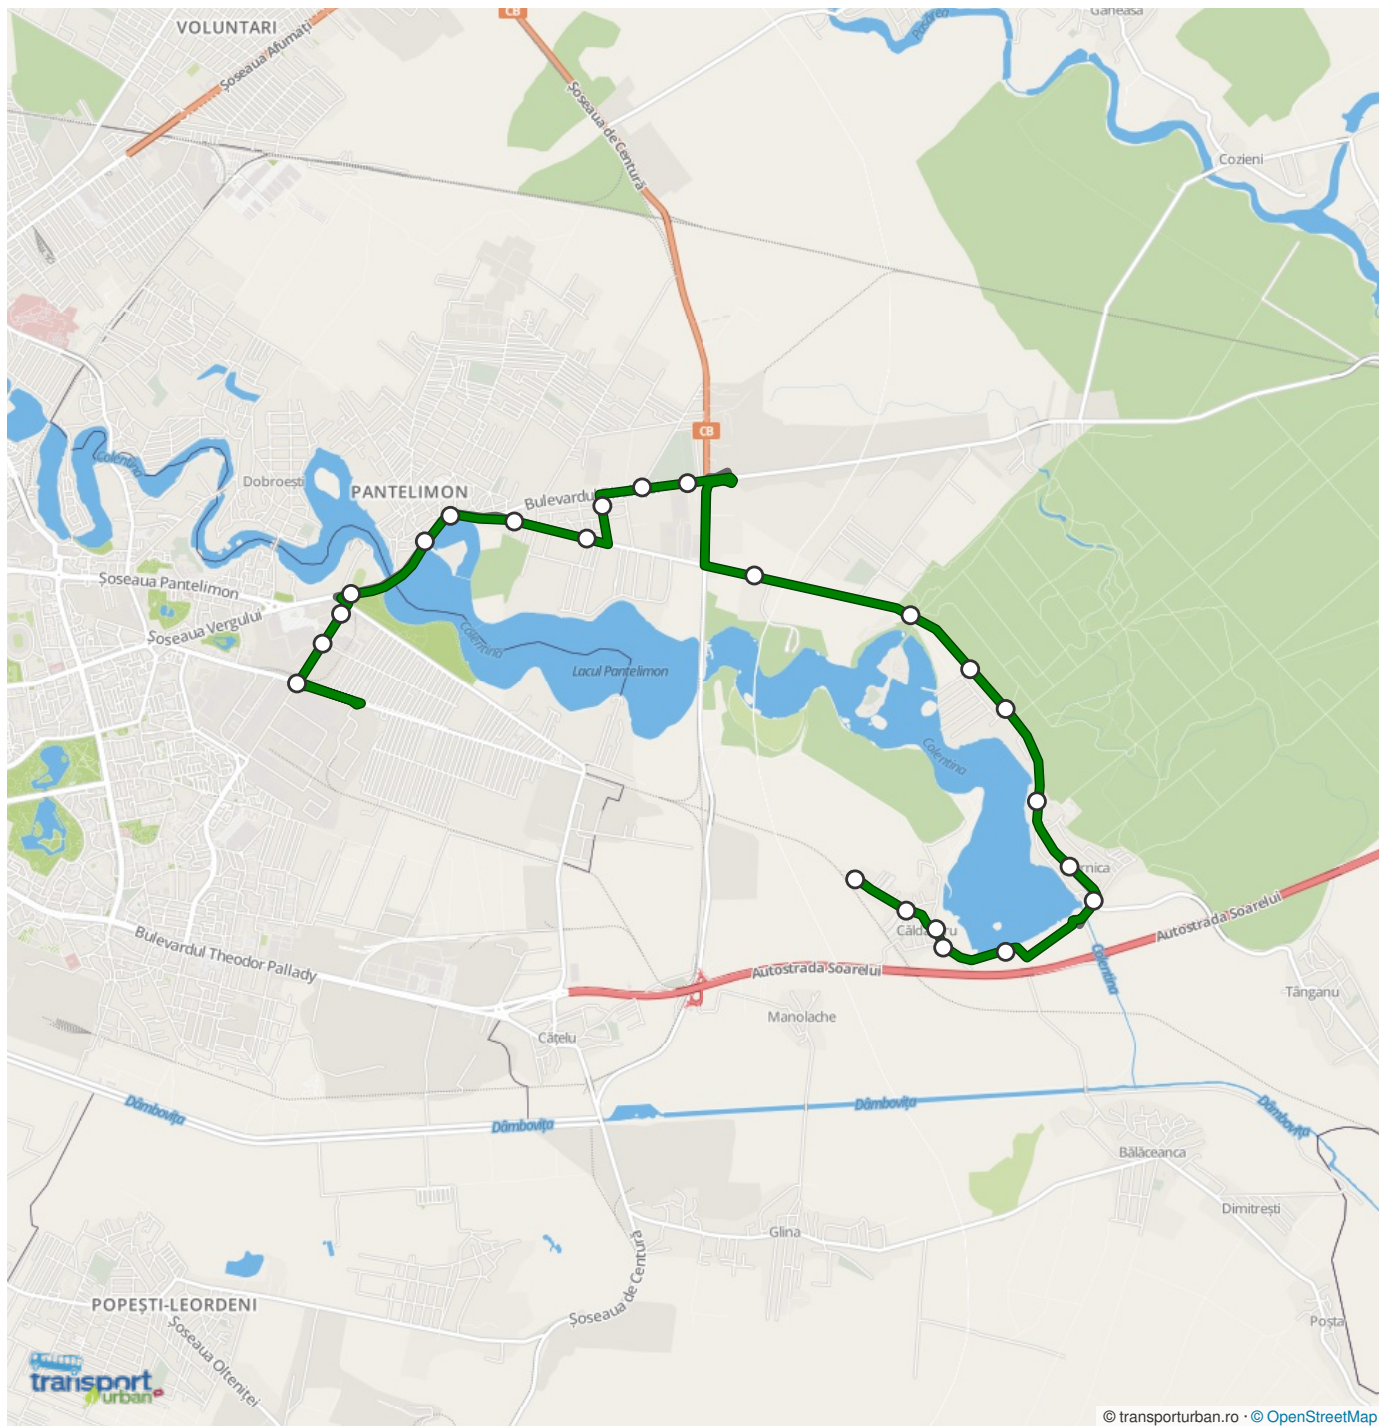 CB
Găneasa
Pasărea
VOLUNTARI
Șoseaua Afumați
Șoseaua de Centură
Cozieni
CB
Colentina
Dobroești
PANTELIMON
Bulevardul
Șoseaua Pantelimon
Șoseaua Vergului
Colentina
Lacul Pantelimon
Colentina
Căldăraru
Autostrada Soarelui
Bulevardul Theodor Pallady
Autostrada Soarelui
Colentina
Tânganu
Manolache
Cățelu
Dâmbovița
Dâmbovița
Dâmbovița
Dâmbovița
Bălăceanca
Dimitrești
Glina
Șoseaua de Centură
POPEȘTI-LEORDENI
Șoseaua Olteniței
Poșta
transport
urban
© transporturban.ro · © OpenStreetMap